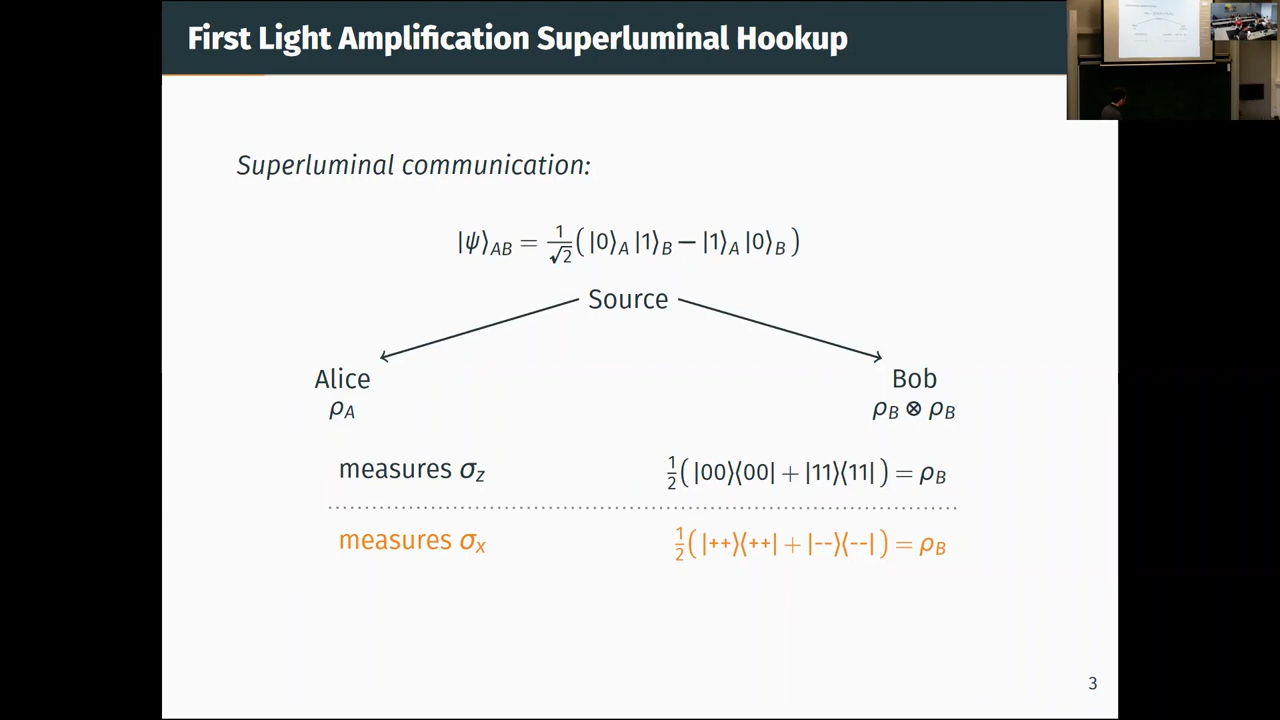 First Light Amplification Superluminal Hookup
Superluminal communication:
|ψ⟩_AB = 1/√2 ( |0⟩_A |1⟩_B − |1⟩_A |0⟩_B )
Source
Alice Bob
ρ_A ρ_B ⊗ ρ_B
measures σ_z 1/2( |00⟩⟨00| + |11⟩⟨11| ) = ρ_B
measures σ_x 1/2( |++⟩⟨++| + |--⟩⟨--| ) = ρ_B
3